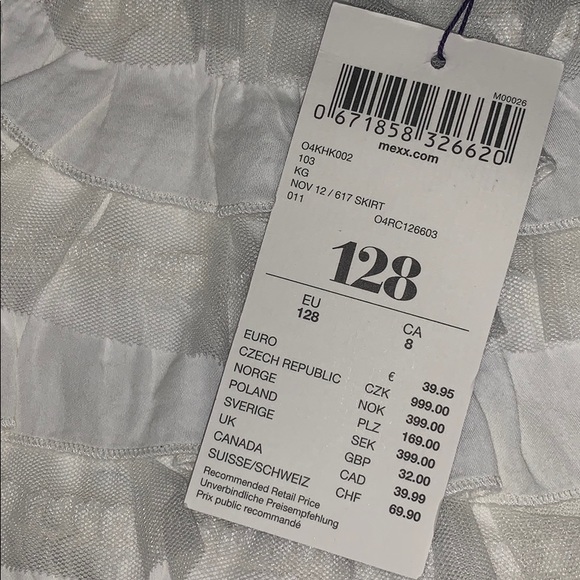 M00026
0 671858 326620
mexx.com
O4KHK002
103
KG
NOV 12 / 617 SKIRT
011 O4RC126603
128
EU CA
128 8
EURO € 39.95
CZECH REPUBLIC CZK 999.00
NORGE NOK 399.00
POLAND PLZ 169.00
SVERIGE SEK 399.00
UK GBP 32.00
CANADA CAD 39.99
SUISSE/SCHWEIZ CHF 69.90
Recommended Retail Price
Unverbindliche Preisempfehlung
Prix public recommandé